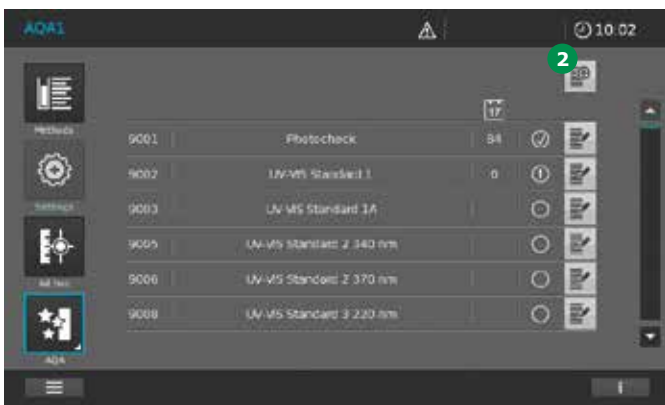 AQA1 10:02
2
17
Methods
9001 Photocheck 84
9002 UV-VIS Standard 1 0
Settings
9003 UV-VIS Standard 1A
9005 UV-VIS Standard 2 340 nm
9006 UV-VIS Standard 2 370 nm
9008 UV-VIS Standard 3 220 nm
AQA
i